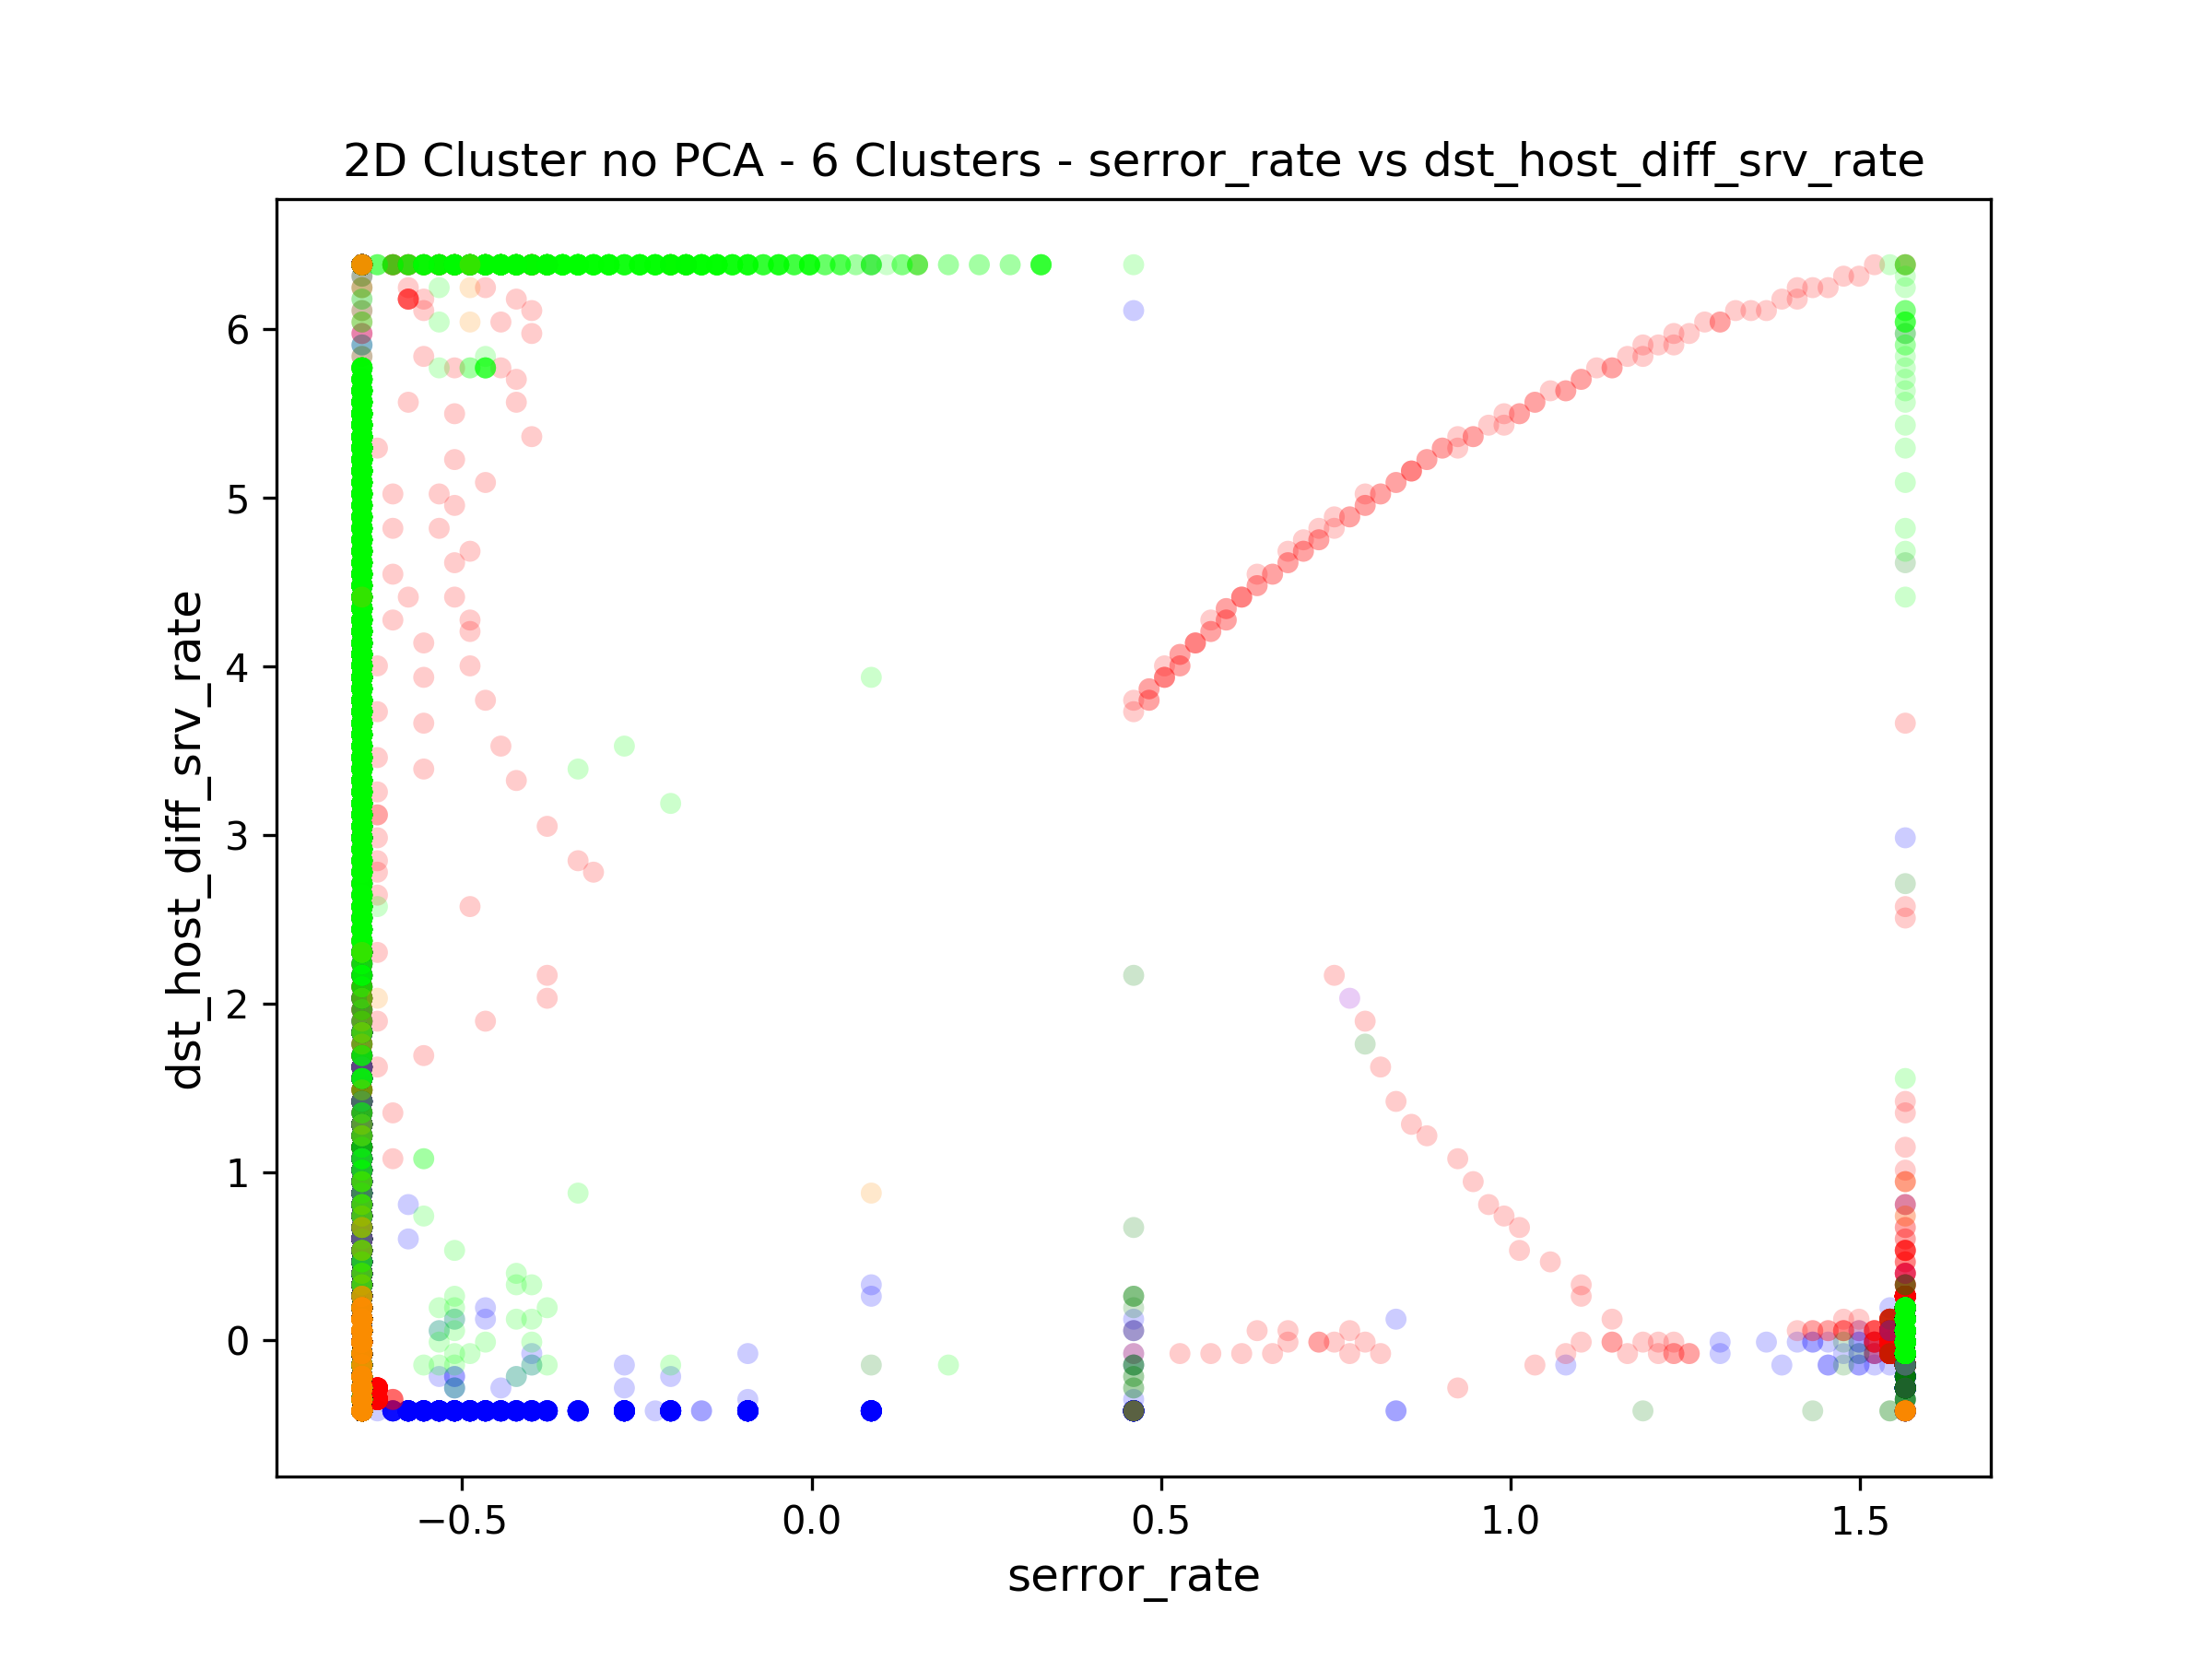 2D Cluster no PCA - 6 Clusters - serror_rate vs dst_host_diff_srv_rate
6
5
4
3
2
1
0
dst_host_diff_srv_rate
−0.5 0.0 0.5 1.0 1.5
serror_rate